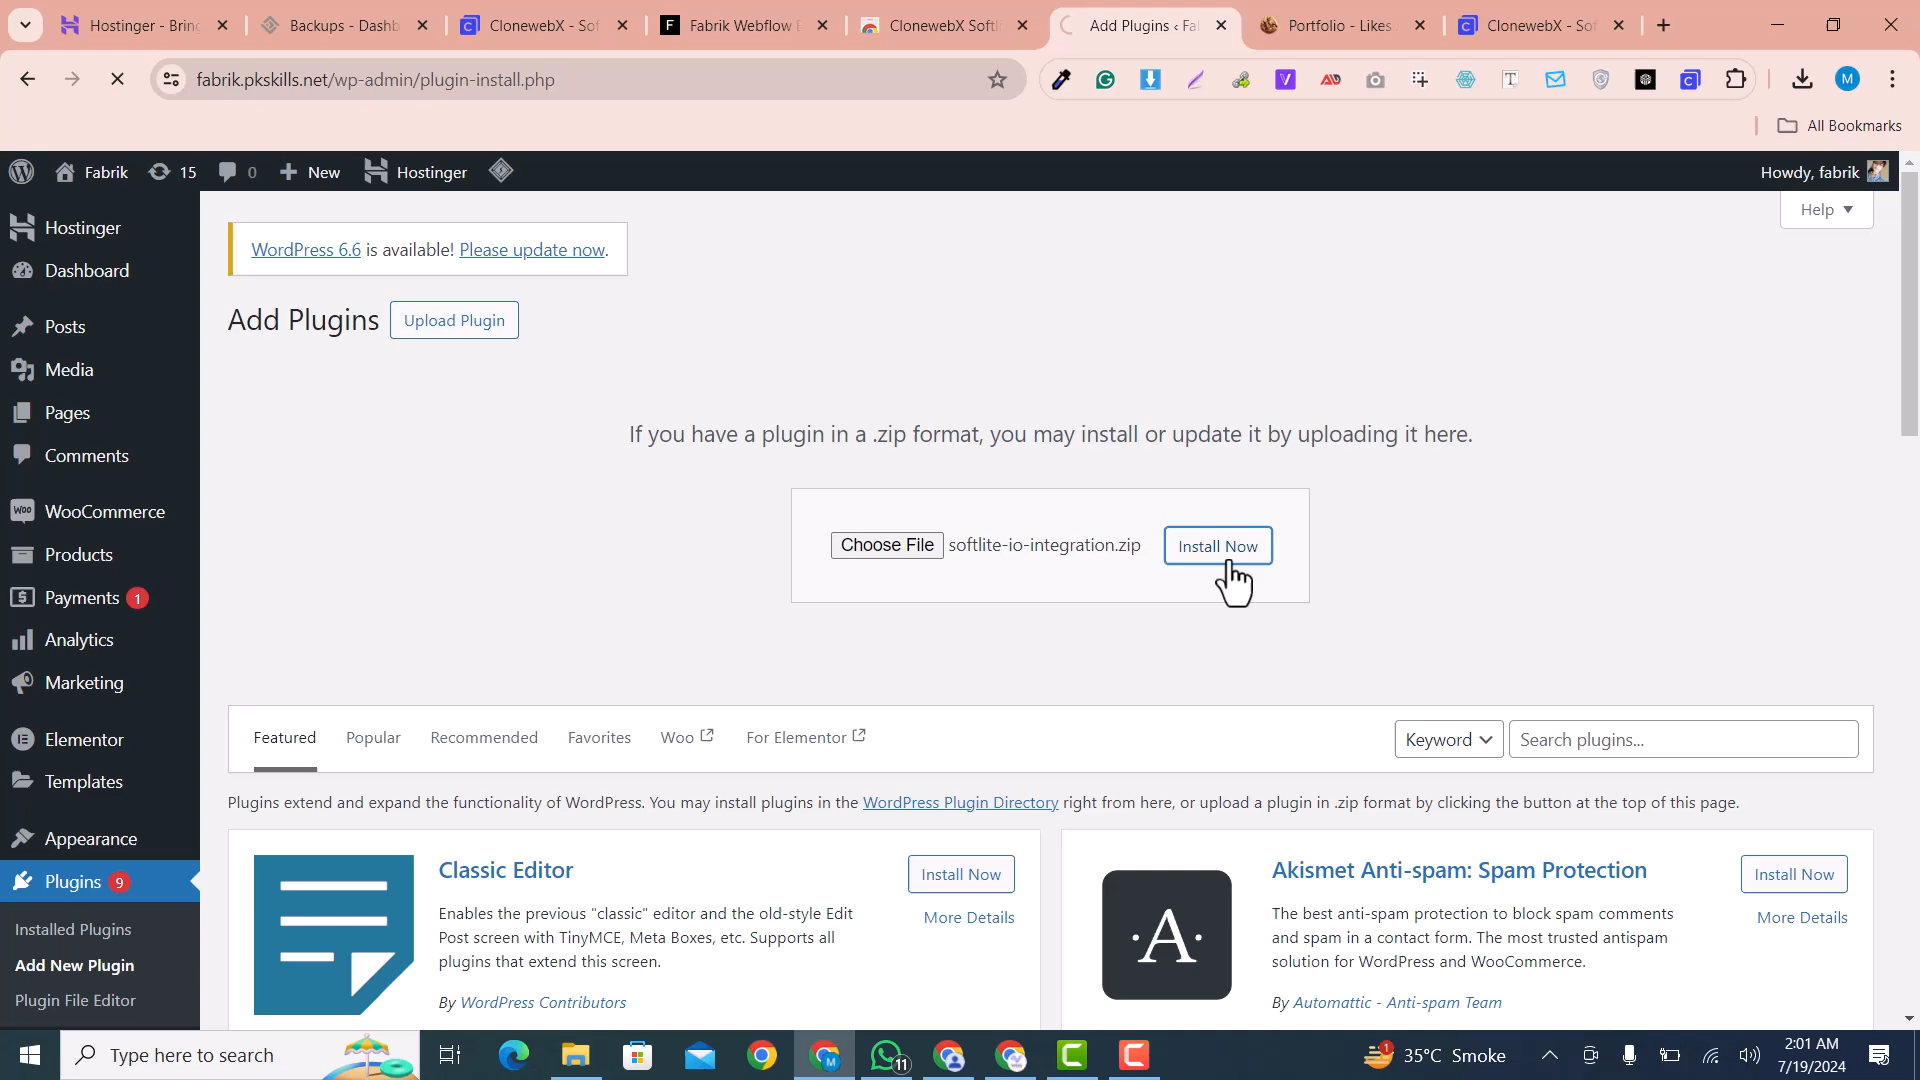 Hostinger - Bring
Backups - Dashb
ClonewebX - Sof
Fabrik Webflow E
ClonewebX Softl
Add Plugins ‹ Fal
Portfolio - Likes
ClonewebX - Sof
fabrik.pkskills.net/wp-admin/plugin-install.php
All Bookmarks
Fabrik
15
0
New
Hostinger
Howdy, fabrik
Help
Hostinger
Dashboard
Posts
Media
Pages
Comments
WooCommerce
Products
Payments 1
Analytics
Marketing
Elementor
Templates
Appearance
Plugins 9
Installed Plugins
Add New Plugin
Plugin File Editor
WordPress 6.6 is available! Please update now.
Add Plugins
Upload Plugin
If you have a plugin in a .zip format, you may install or update it by uploading it here.
Choose File softlite-io-integration.zip
Install Now
Featured
Popular
Recommended
Favorites
Woo
For Elementor
Keyword
Search plugins...
Plugins extend and expand the functionality of WordPress. You may install plugins in the WordPress Plugin Directory right from here, or upload a plugin in .zip format by clicking the button at the top of this page.
Classic Editor
Install Now
More Details
Enables the previous "classic" editor and the old-style Edit
Post screen with TinyMCE, Meta Boxes, etc. Supports all
plugins that extend this screen.
By WordPress Contributors
Akismet Anti-spam: Spam Protection
Install Now
More Details
The best anti-spam protection to block spam comments
and spam in a contact form. The most trusted antispam
solution for WordPress and WooCommerce.
By Automattic - Anti-spam Team
Type here to search
11
35°C Smoke
2:01 AM
7/19/2024